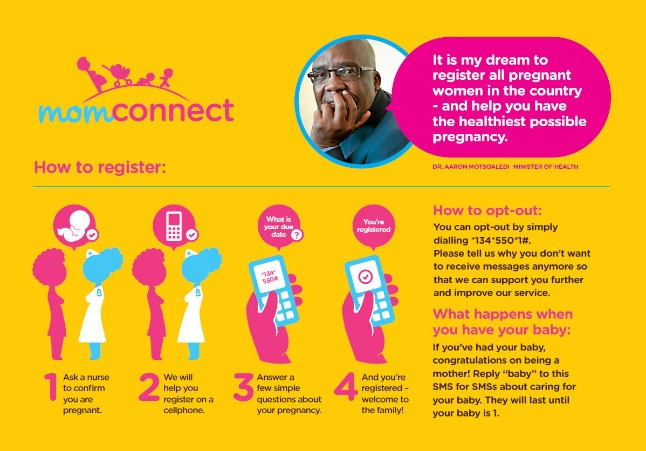 momconnect
It is my dream to
register all pregnant
women in the country
- and help you have
the healthiest possible
pregnancy.
DR. AARON MOTSOALEDI MINISTER OF HEALTH
How to register:
What is
your due
date ?
You're
registered
*134*
550#
1 Ask a nurse
to confirm
you are
pregnant.
2 We will
help you
register on a
cellphone.
3 Answer a
few simple
questions about
your pregnancy.
4 And you're
registered –
welcome to
the family!
How to opt-out:
You can opt-out by simply
dialling *134*550*1#.
Please tell us why you don't want
to receive messages anymore so
that we can support you further
and improve our service.
What happens when
you have your baby:
If you've had your baby,
congratulations on being a
mother! Reply "baby" to this
SMS for SMSs about caring for
your baby. They will last until
your baby is 1.